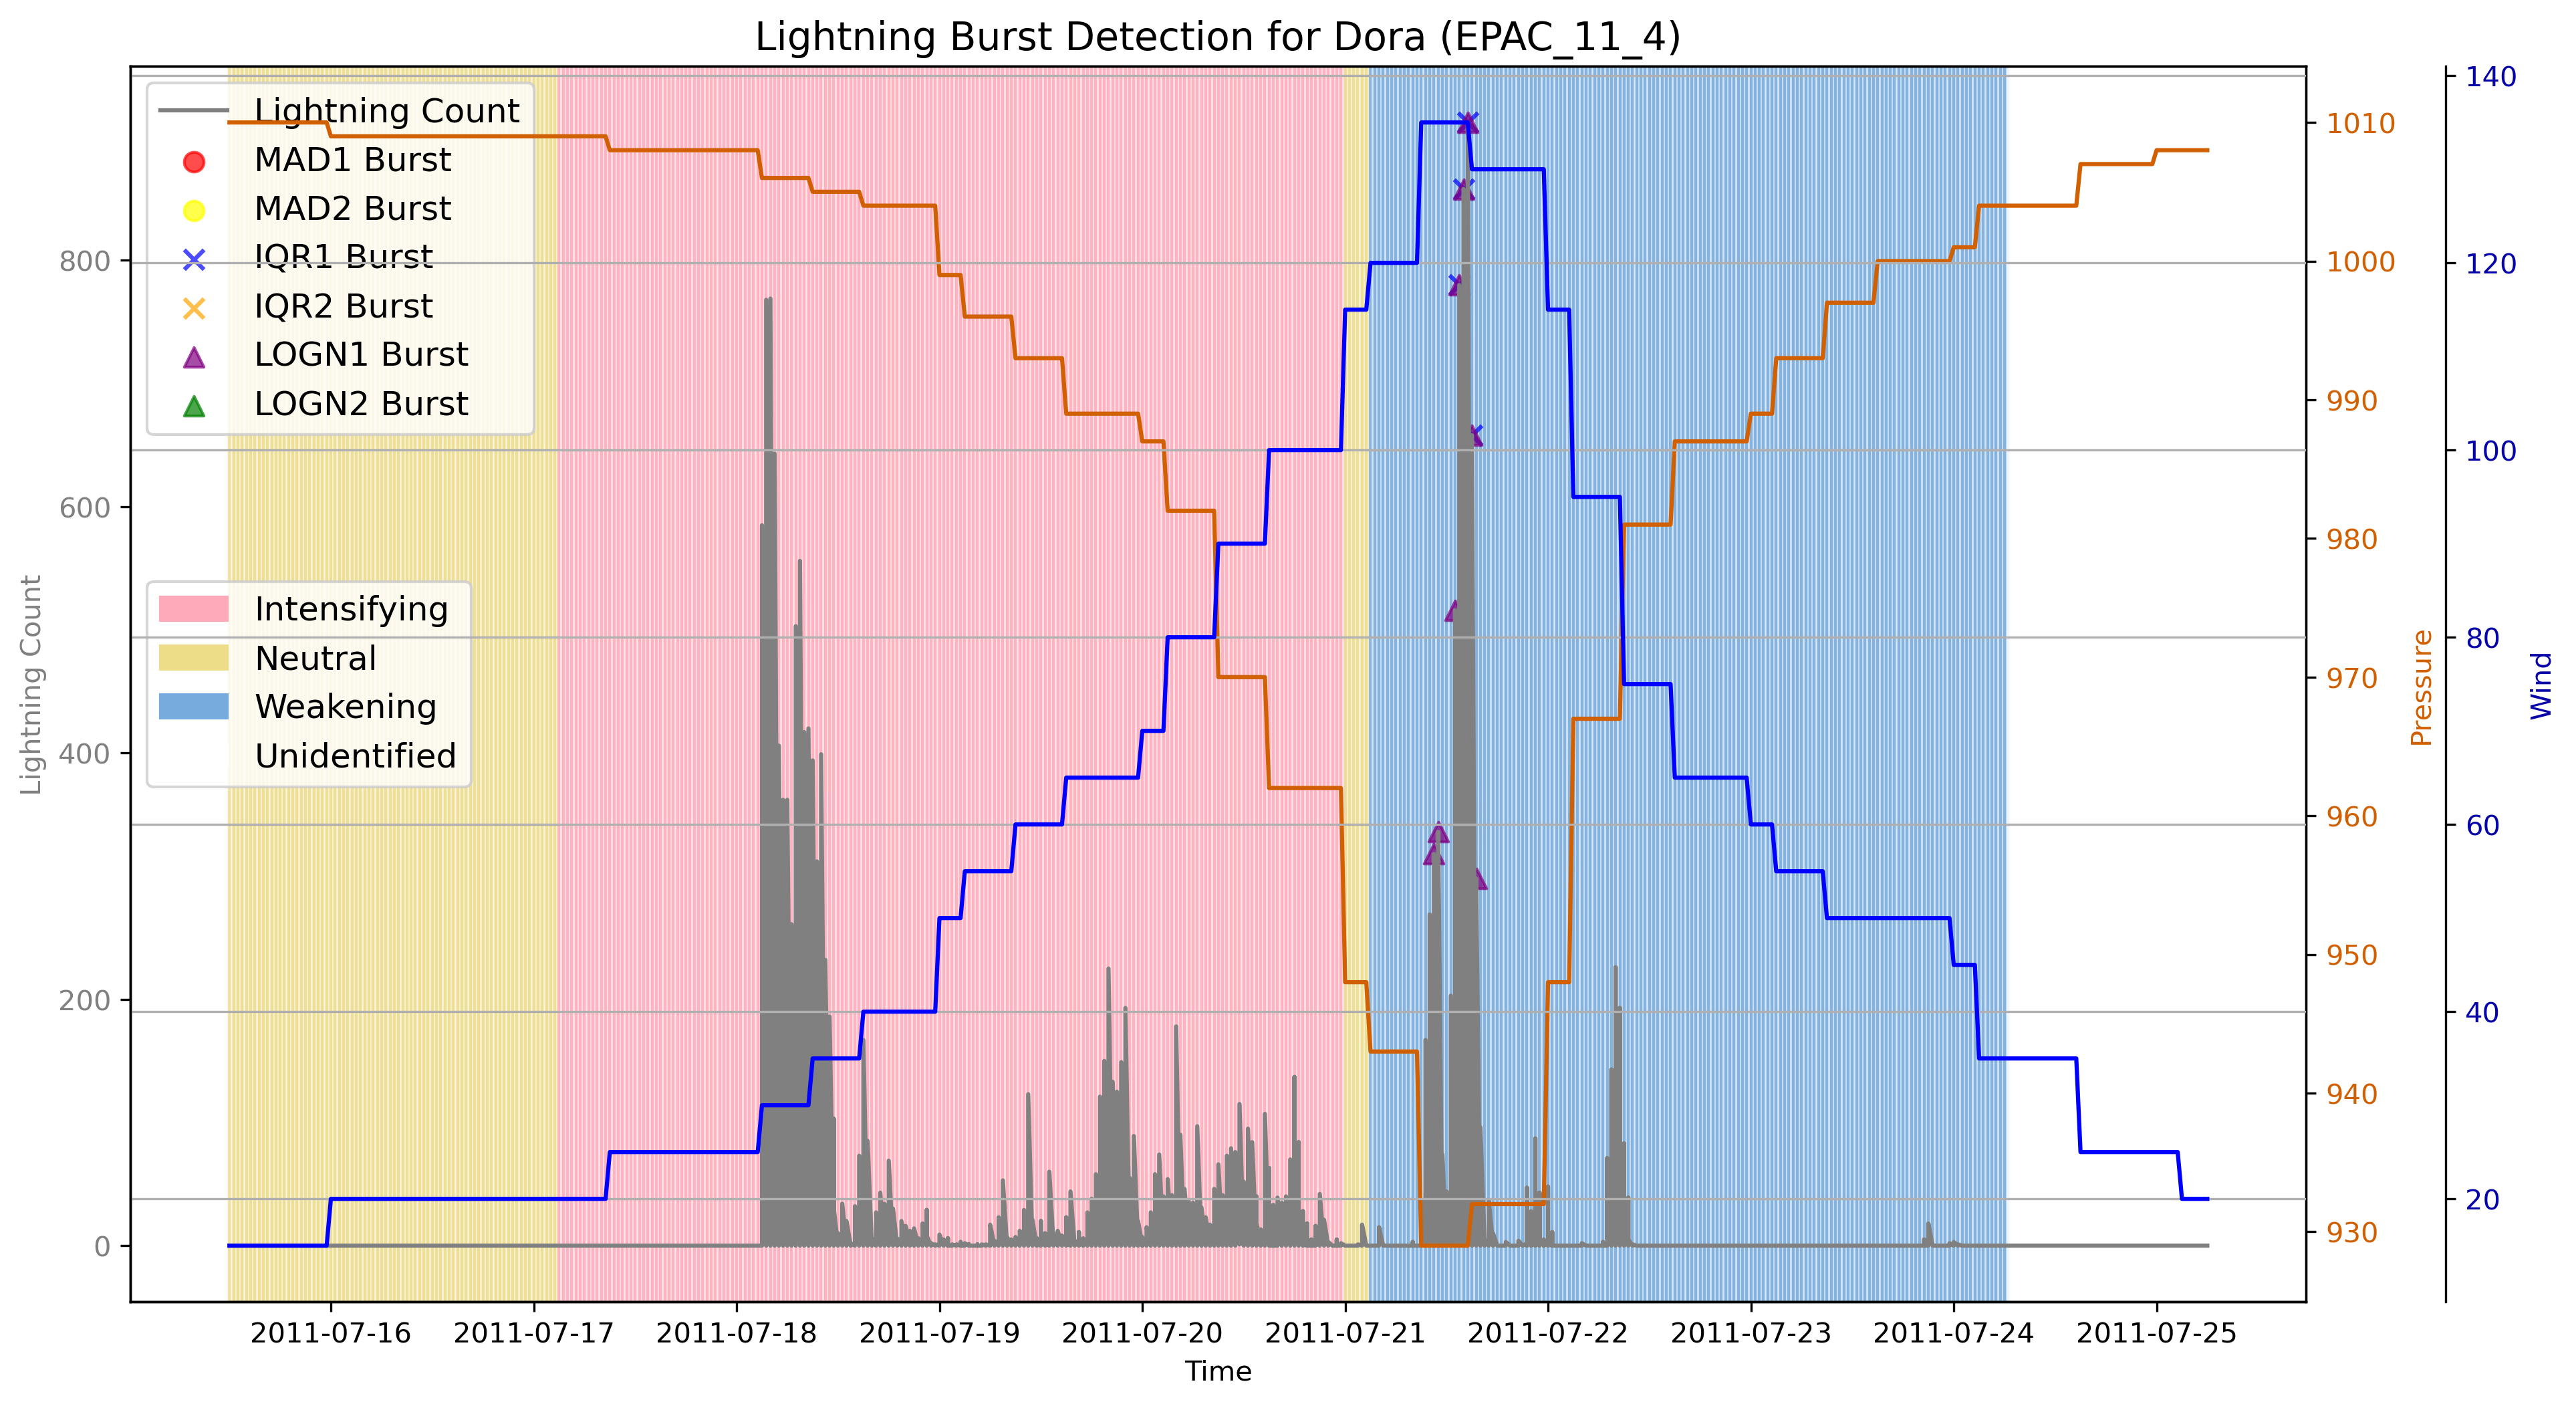 Lightning Burst Detection for Dora (EPAC_11_4)
Lightning Count
MAD1 Burst
MAD2 Burst
IQR1 Burst
IQR2 Burst
LOGN1 Burst
LOGN2 Burst
Intensifying
Neutral
Weakening
Unidentified
Lightning Count
800
600
400
200
0
1010
1000
990
980
970
960
950
940
930
Pressure
140
120
100
80
60
40
20
Wind
2011-07-16 2011-07-17 2011-07-18 2011-07-19 2011-07-20 2011-07-21 2011-07-22 2011-07-23 2011-07-24 2011-07-25
Time